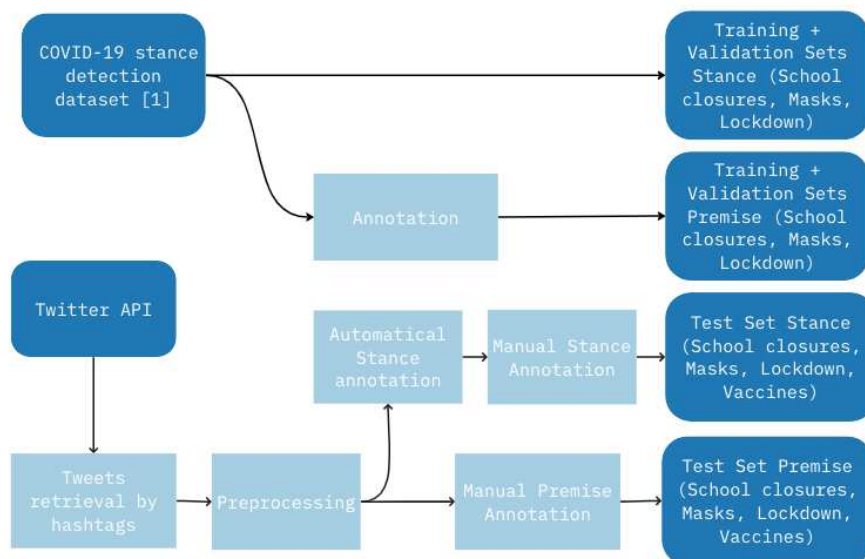 COVID-19 stance
detection
dataset [1]
Training +
Validation Sets
Stance (School
closures, Masks,
Lockdown)
Annotation
Training +
Validation Sets
Premise (School
closures, Masks,
Lockdown)
Twitter API
Automatical
Stance
annotation
Manual Stance
Annotation
Test Set Stance
(School closures,
Masks, Lockdown,
Vaccines)
Tweets
retrieval by
hashtags
Preprocessing
Manual Premise
Annotation
Test Set Premise
(School closures,
Masks, Lockdown,
Vaccines)